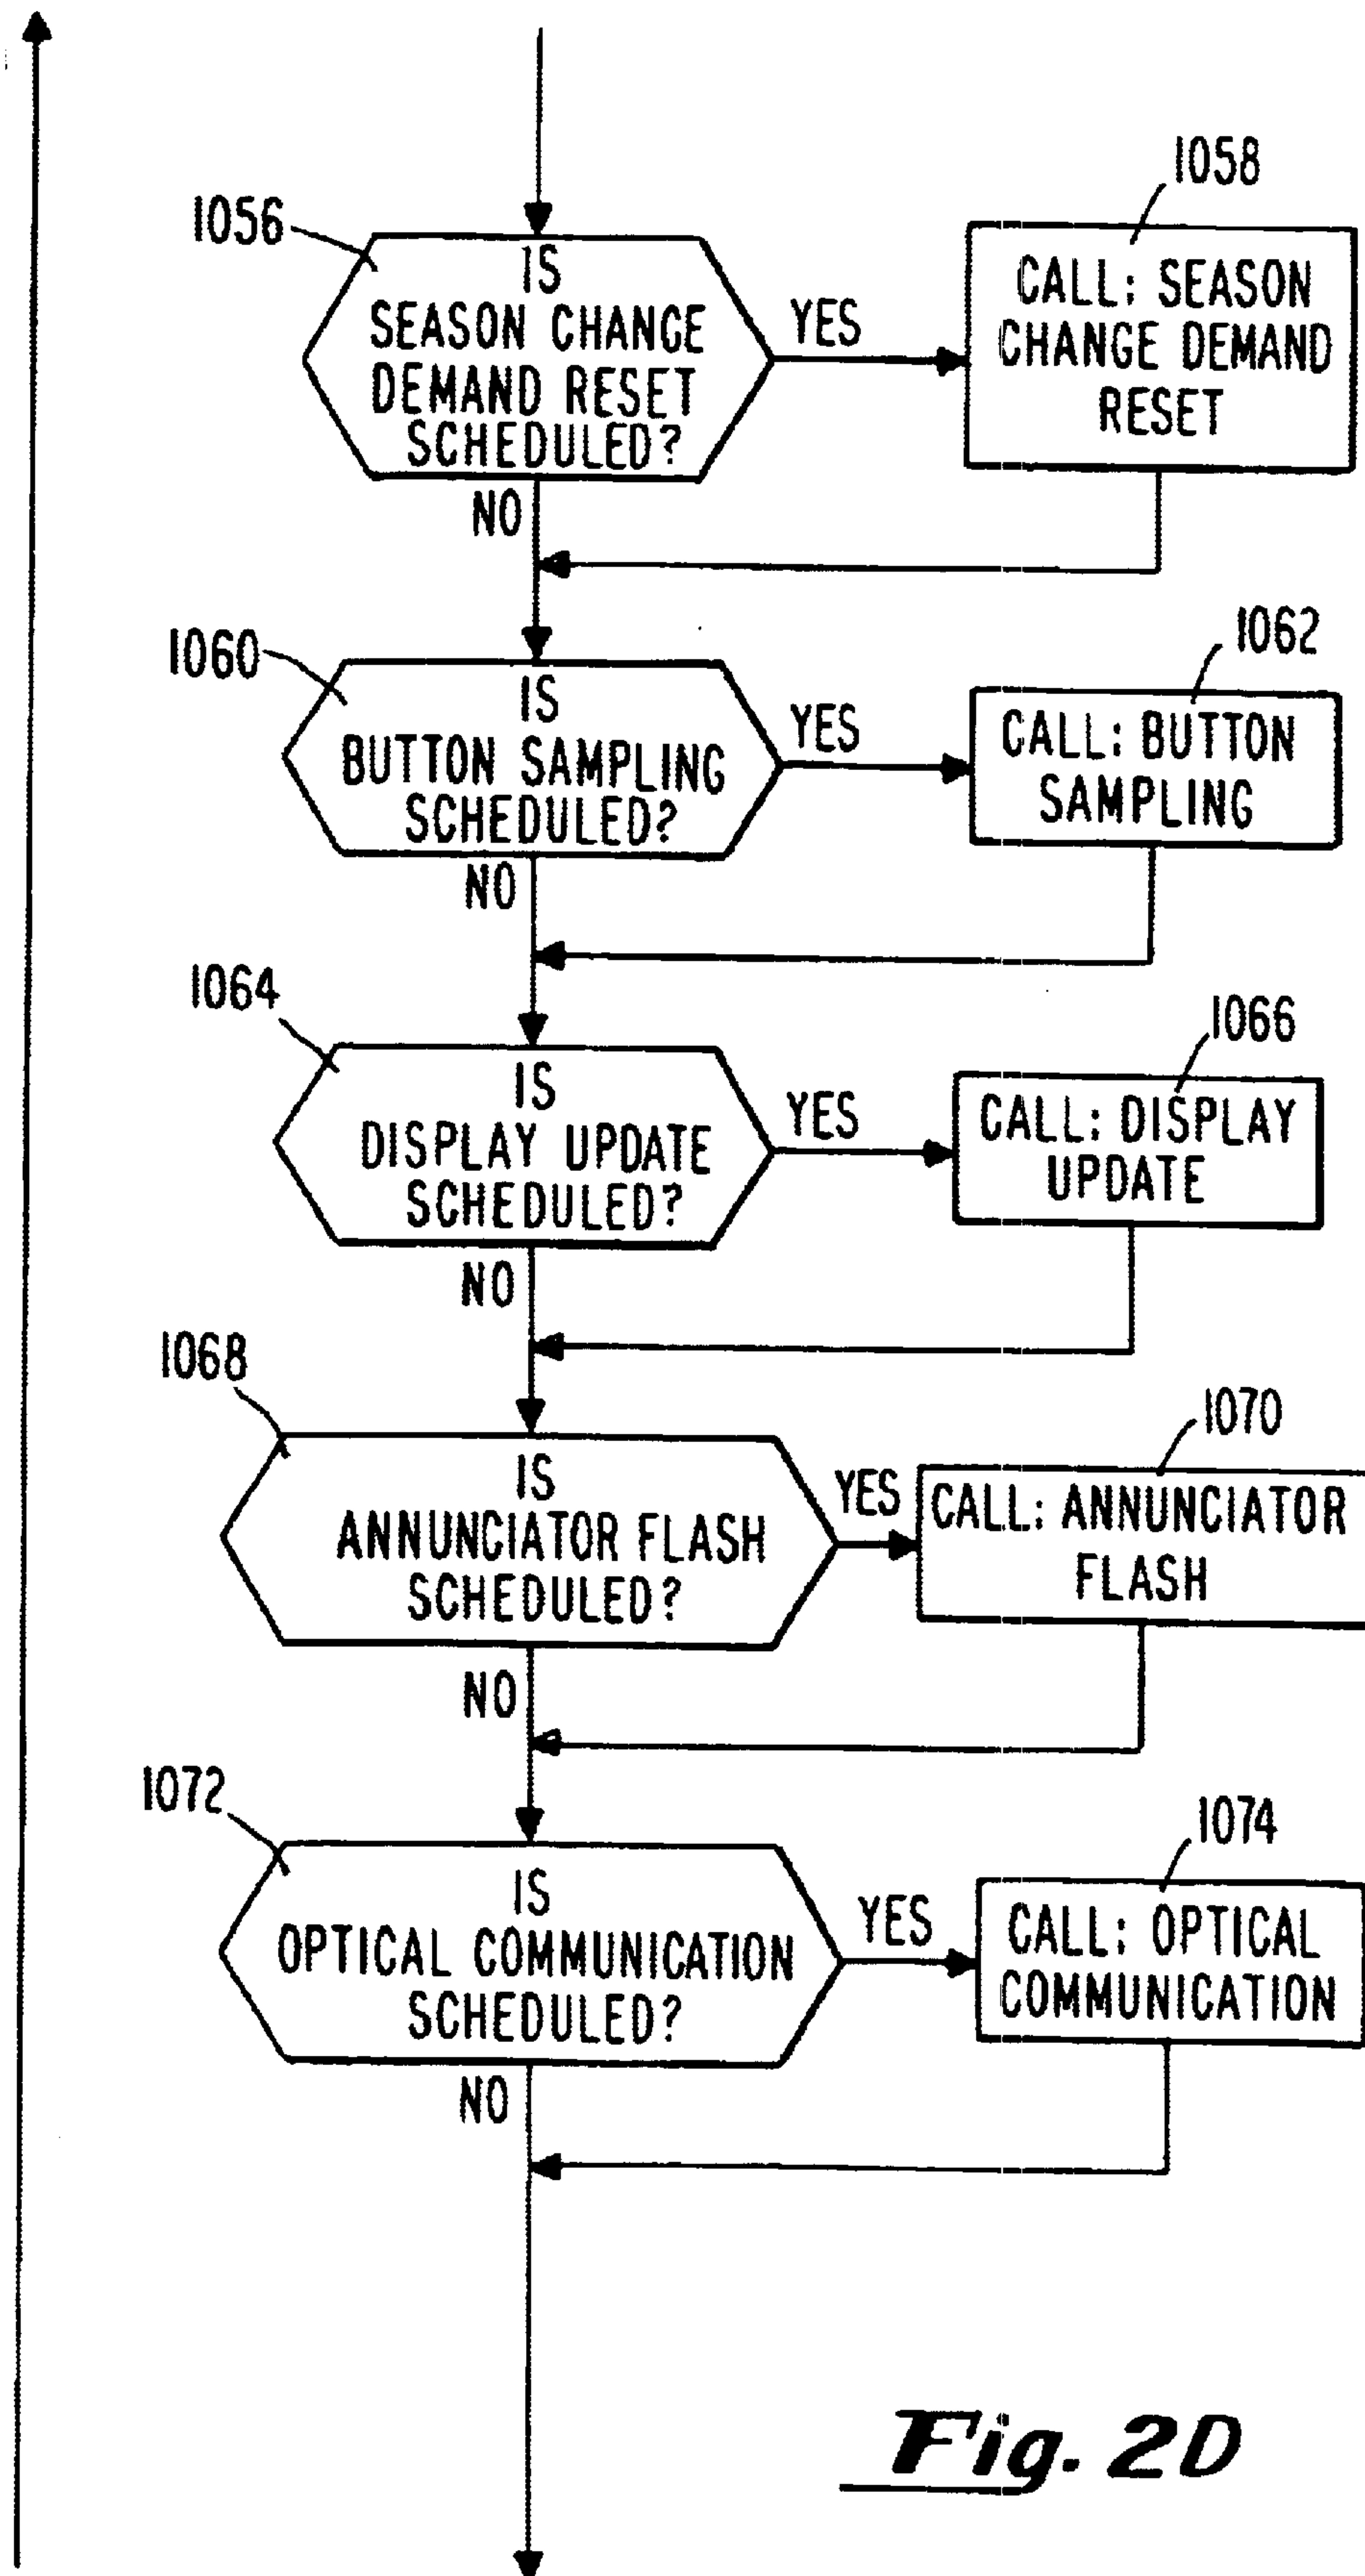 1056
IS
SEASON CHANGE
DEMAND RESET
SCHEDULED?
YES
NO
1058
CALL: SEASON
CHANGE DEMAND
RESET
1060
IS
BUTTON SAMPLING
SCHEDULED?
YES
NO
1062
CALL: BUTTON
SAMPLING
1064
IS
DISPLAY UPDATE
SCHEDULED?
YES
NO
1066
CALL: DISPLAY
UPDATE
1068
IS
ANNUNCIATOR FLASH
SCHEDULED?
YES
NO
1070
CALL: ANNUNCIATOR
FLASH
1072
IS
OPTICAL COMMUNICATION
SCHEDULED?
YES
NO
1074
CALL: OPTICAL
COMMUNICATION
Fig. 2D